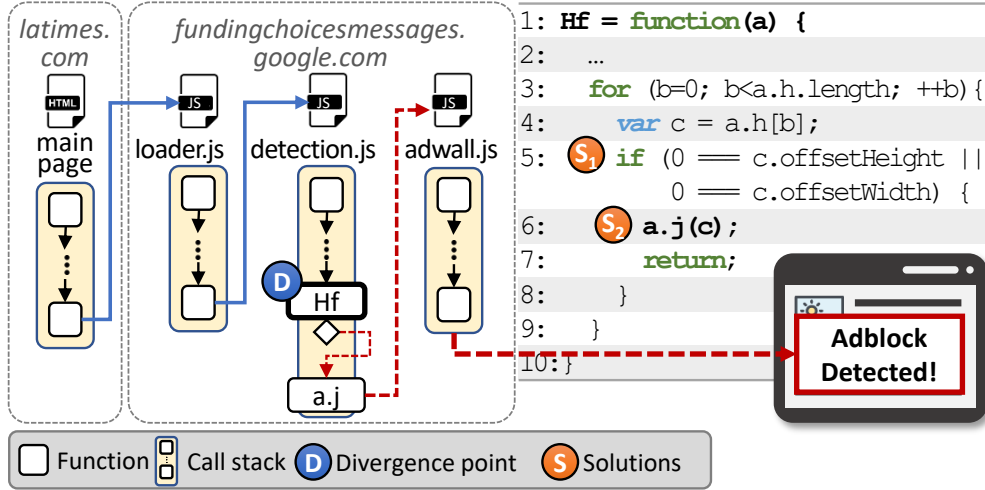 latimes.
com
fundingchoicesmessages.
google.com
HTML
JS
JS
JS
main
page
loader.js
detection.js
adwall.js
D
Hf
a.j
1: Hf = function(a) {
2: …
3: for (b=0; b<a.h.length; ++b){
4: var c = a.h[b];
5: S1 if (0 === c.offsetHeight ||
0 === c.offsetWidth) {
6: S2 a.j(c);
7: return;
8: }
9: }
10:}
Adblock
Detected!
Function
Call stack
D Divergence point
S Solutions